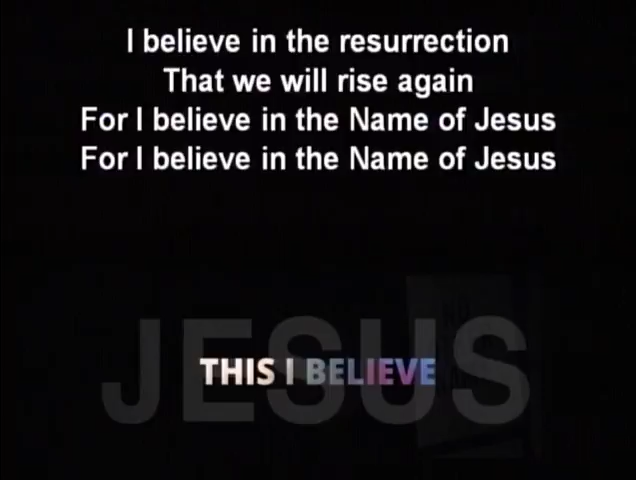 I believe in the resurrection
That we will rise again
For I believe in the Name of Jesus
For I believe in the Name of Jesus
JESUS
THIS I BELIEVE